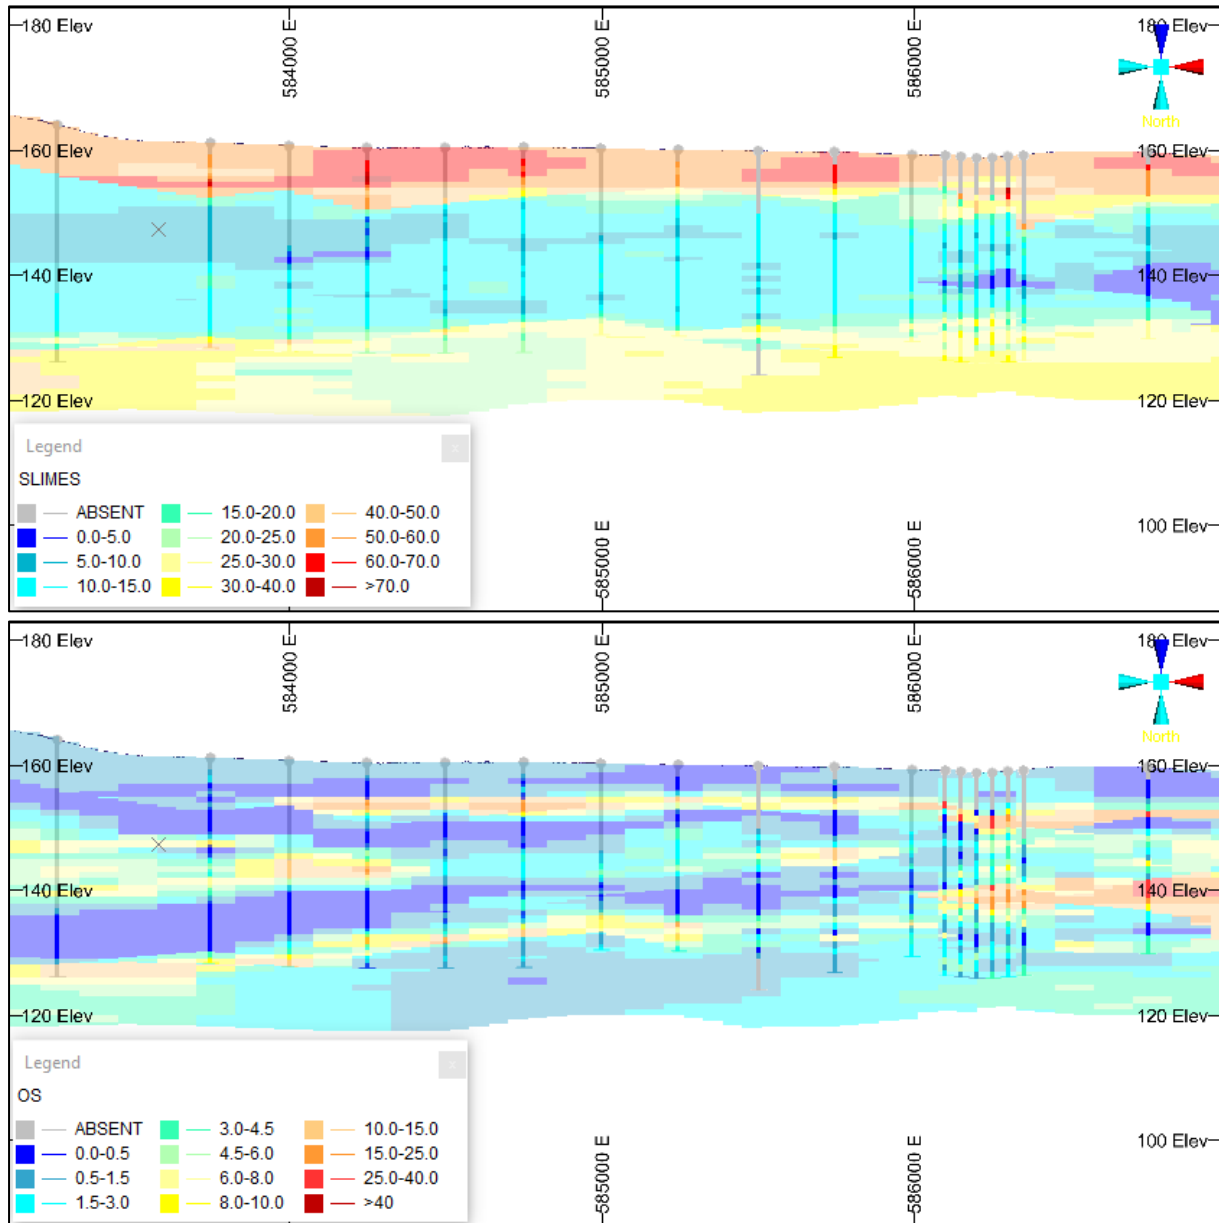 180 Elev
584000 E
585000 E
586000 E
180 Elev
North
160 Elev
160 Elev
140 Elev
140 Elev
120 Elev
120 Elev
Legend
x
SLIMES
ABSENT 15.0-20.0 40.0-50.0
0.0-5.0 20.0-25.0 50.0-60.0
5.0-10.0 25.0-30.0 60.0-70.0
10.0-15.0 30.0-40.0 >70.0
100 Elev
585000 E
586000 E
180 Elev
584000 E
585000 E
586000 E
180 Elev
North
160 Elev
160 Elev
140 Elev
140 Elev
120 Elev
120 Elev
Legend
x
OS
ABSENT 3.0-4.5 10.0-15.0
0.0-0.5 4.5-6.0 15.0-25.0
0.5-1.5 6.0-8.0 25.0-40.0
1.5-3.0 8.0-10.0 >40
100 Elev
585000 E
586000 E